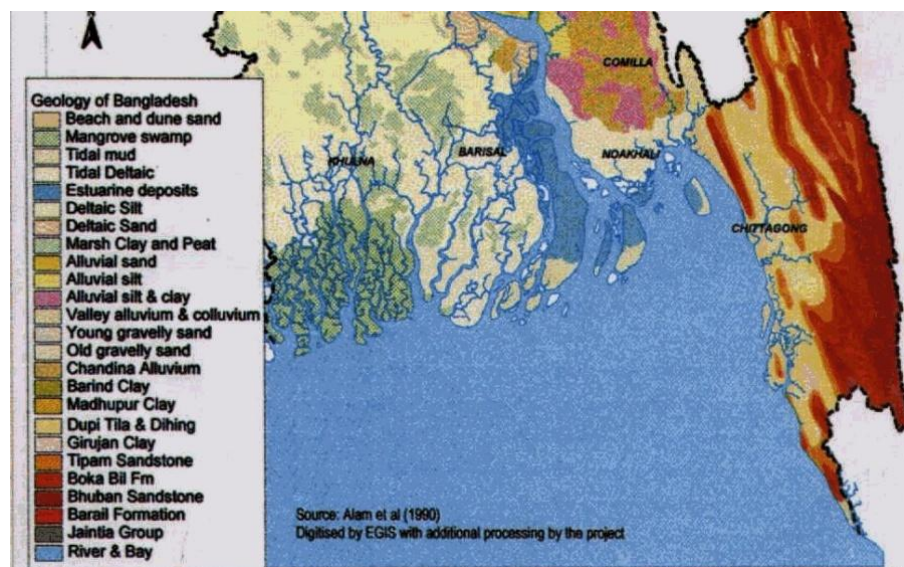 COMILLA
KHULNA
BARISAL
NOAKHALI
CHITTAGONG
Geology of Bangladesh
Beach and dune sand
Mangrove swamp
Tidal mud
Tidal Deltaic
Estuarine deposits
Deltaic Silt
Deltaic Sand
Marsh Clay and Peat
Alluvial sand
Alluvial silt
Alluvial silt & clay
Valley alluvium & colluvium
Young gravelly sand
Old gravelly sand
Chandina Alluvium
Barind Clay
Madhupur Clay
Dupi Tila & Dihing
Girujan Clay
Tipam Sandstone
Boka Bil Fm
Bhuban Sandstone
Barail Formation
Jaintia Group
River & Bay
Source: Alam et al (1990)
Digitised by EGIS with additional processing by the project